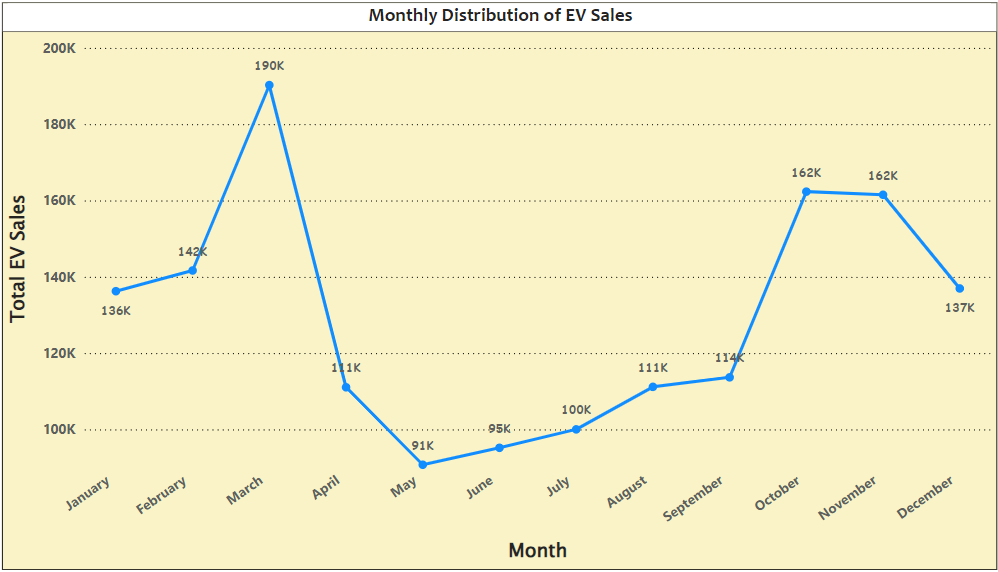 Monthly Distribution of EV Sales
Total EV Sales
200K
180K
160K
140K
120K
100K
136K
142K
190K
111K
91K
95K
100K
111K
114K
162K
162K
137K
January
February
March
April
May
June
July
August
September
October
November
December
Month